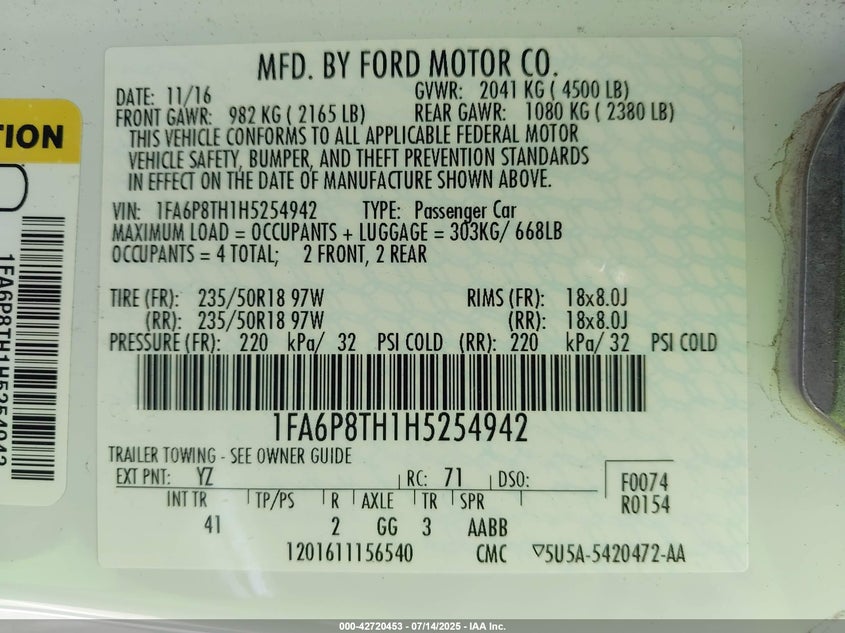 MFD. BY FORD MOTOR CO.
DATE: 11/16 GVWR: 2041 KG ( 4500 LB)
FRONT GAWR: 982 KG ( 2165 LB) REAR GAWR: 1080 KG ( 2380 LB)
THIS VEHICLE CONFORMS TO ALL APPLICABLE FEDERAL MOTOR
VEHICLE SAFETY, BUMPER, AND THEFT PREVENTION STANDARDS
IN EFFECT ON THE DATE OF MANUFACTURE SHOWN ABOVE.
VIN: 1FA6P8TH1H5254942 TYPE: Passenger Car
MAXIMUM LOAD = OCCUPANTS + LUGGAGE = 303KG/ 668LB
OCCUPANTS = 4 TOTAL; 2 FRONT, 2 REAR
TIRE (FR): 235/50R18 97W RIMS (FR): 18x8.0J
(RR): 235/50R18 97W (RR): 18x8.0J
PRESSURE (FR): 220 kPa/ 32 PSI COLD (RR): 220 kPa/ 32 PSI COLD
1FA6P8TH1H5254942
TRAILER TOWING - SEE OWNER GUIDE
EXT PNT: YZ RC: 71 DSO:
F0074
R0154
INT TR TP/PS R AXLE TR SPR
41 2 GG 3 AABB
1201611156540 CMC ▽5U5A-5420472-AA
TION
1FA6P8TH1H5254942
000-42720453 - 07/14/2025 - IAA Inc.